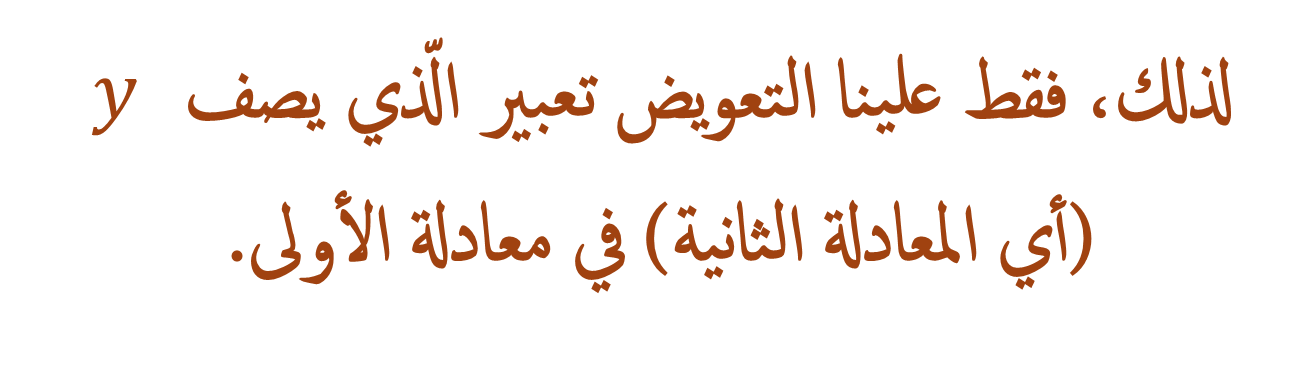 لذلك، فقط علينا التعويض تعبير الّذي يصف y
(أي المعادلة الثانية) في معادلة الأولى.